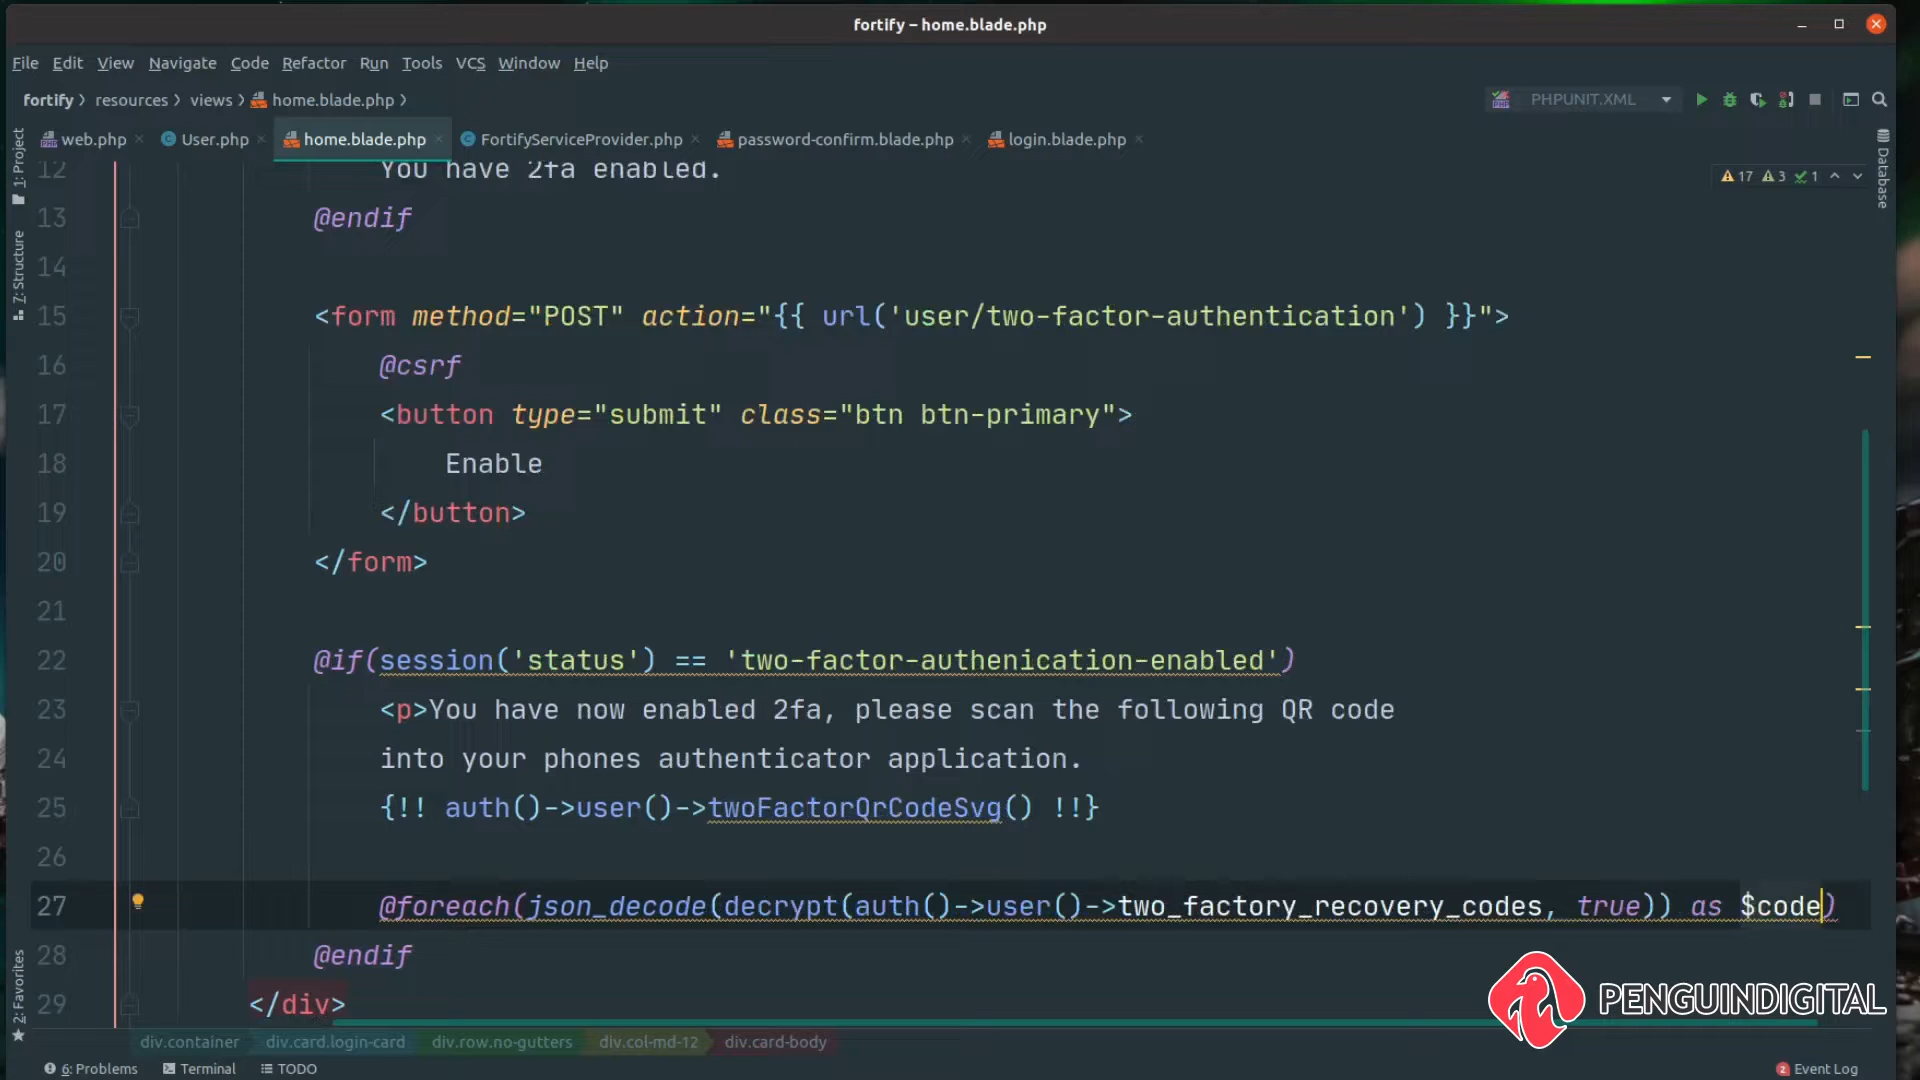 fortify – home.blade.php
File Edit View Navigate Code Refactor Run Tools VCS Window Help
fortify resources views home.blade.php
PHPUNIT.XML
web.php User.php home.blade.php FortifyServiceProvider.php password-confirm.blade.php login.blade.php
17 3 1
1: Project
7: Structure
2: Favorites
Database
12 You have 2fa enabled.
13 @endif
14
15 <form method="POST" action="{{ url('user/two-factor-authentication') }}">
16 @csrf
17 <button type="submit" class="btn btn-primary">
18 Enable
19 </button>
20 </form>
21
22 @if(session('status') == 'two-factor-authenication-enabled')
23 <p>You have now enabled 2fa, please scan the following QR code
24 into your phones authenticator application.
25 {!! auth()->user()->twoFactorQrCodeSvg() !!}
26
27 @foreach(json_decode(decrypt(auth()->user()->two_factory_recovery_codes, true)) as $code)
28 @endif
29 </div>
PENGUINDIGITAL
div.container div.card.login-card div.row.no-gutters div.col-md-12 div.card-body
6: Problems Terminal TODO
2 Event Log